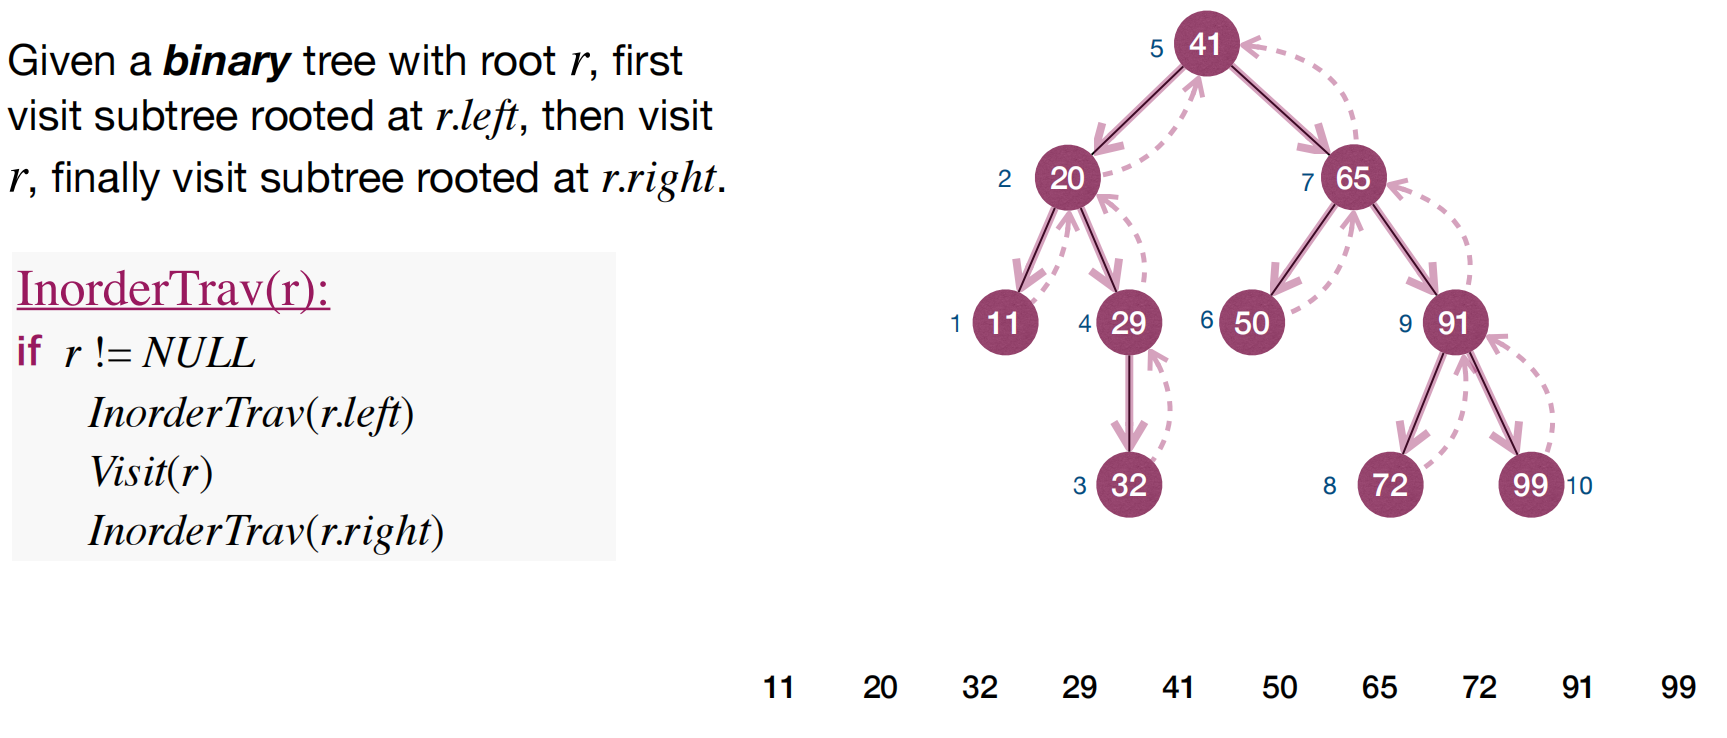 Given a binary tree with root r, first
visit subtree rooted at r.left, then visit
r, finally visit subtree rooted at r.right.
InorderTrav(r):
if r != NULL
InorderTrav(r.left)
Visit(r)
InorderTrav(r.right)
5 41
2 20 7 65
1 11 4 29 6 50 9 91
3 32 8 72 99 10
11 20 32 29 41 50 65 72 91 99